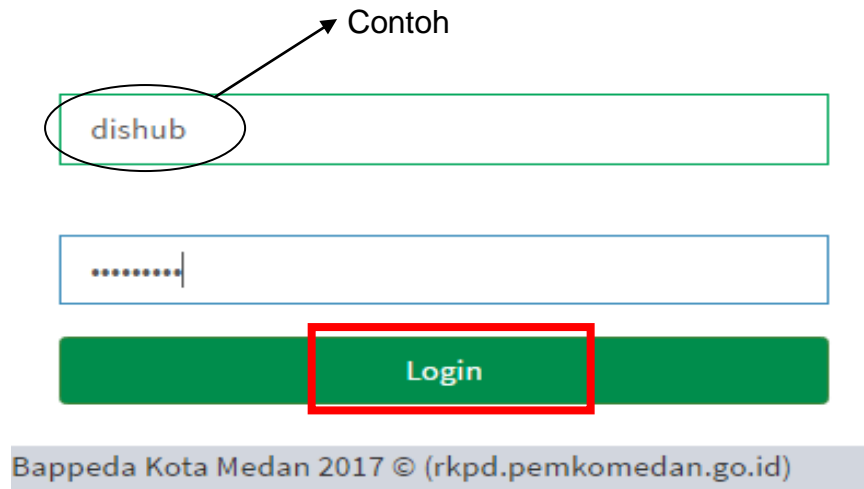 Contoh
dishub
•••••••••
Login
Bappeda Kota Medan 2017 © (rkpd.pemkomedan.go.id)